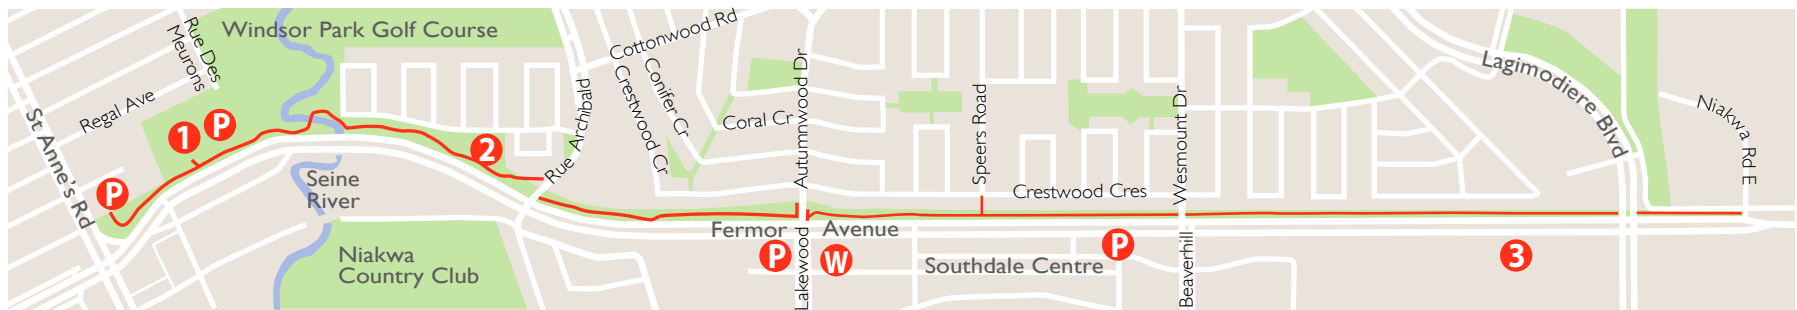 Windsor Park Golf Course
Rue Des
Meurons
Regal Ave
St Anne's Rd
1
P
P
2
Seine
River
Niakwa
Country Club
Rue Archibald
Cottonwood Rd
Conifer Cr
Crestwood Cr
Coral Cr
Autumnwood Dr
Fermor Avenue
Lakewood
P
W
Speers Road
Crestwood Cres
Southdale Centre
P
Westmount Dr
Beaverhill
Lagimodiere Blvd
Niakwa Rd E
3